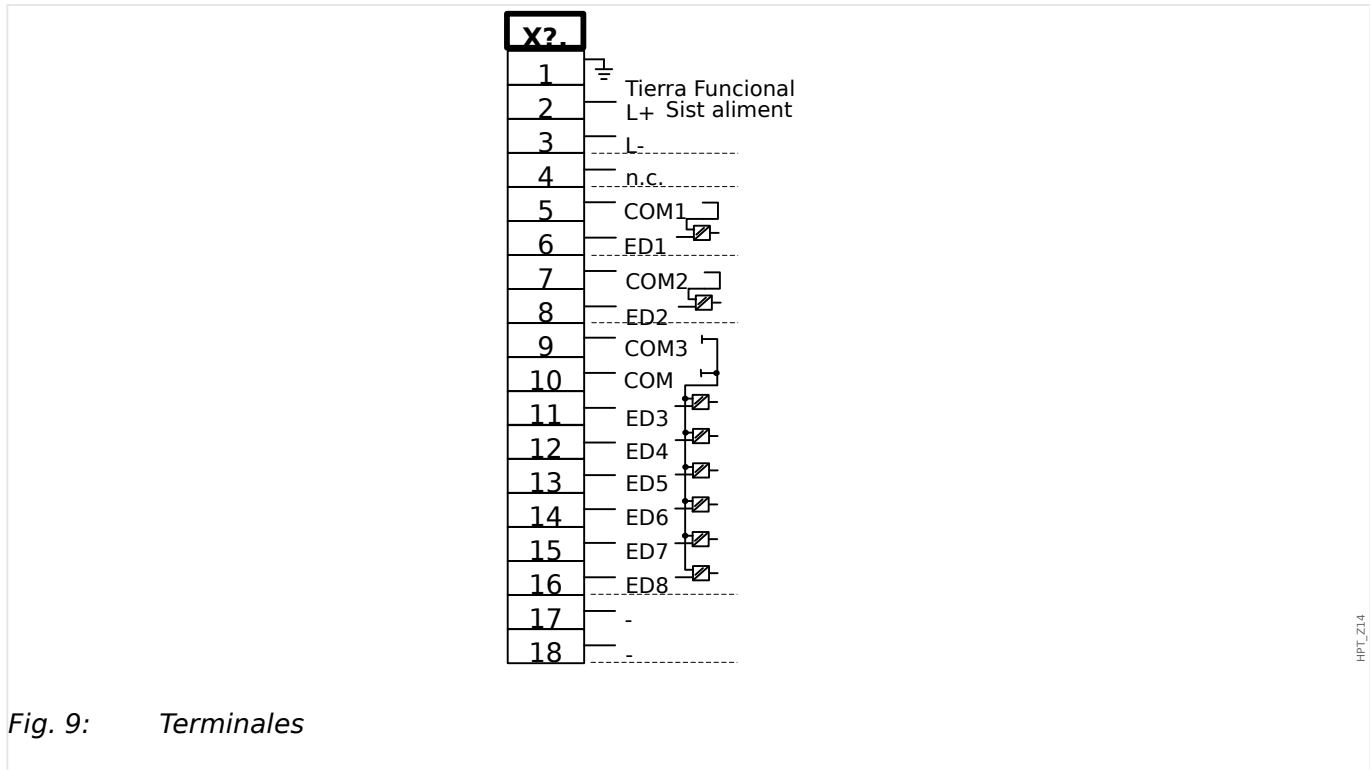 X?.
1
Tierra Funcional
2 L+ Sist aliment
3 L-
4 n.c.
5 COM1
6 ED1
7 COM2
8 ED2
9 COM3
10 COM
11 ED3
12 ED4
13 ED5
14 ED6
15 ED7
16 ED8
17 -
18 -
HPT_Z14
Fig. 9: Terminales